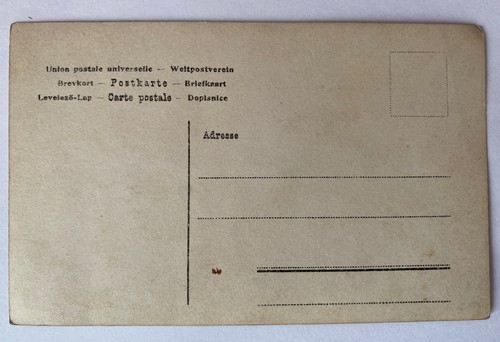 Union postale universelle — Weltpostverein
Brevkort — Postkarte — Briefkaart
Levelező-Lap — Carte postale — Dopisnice
Adresse